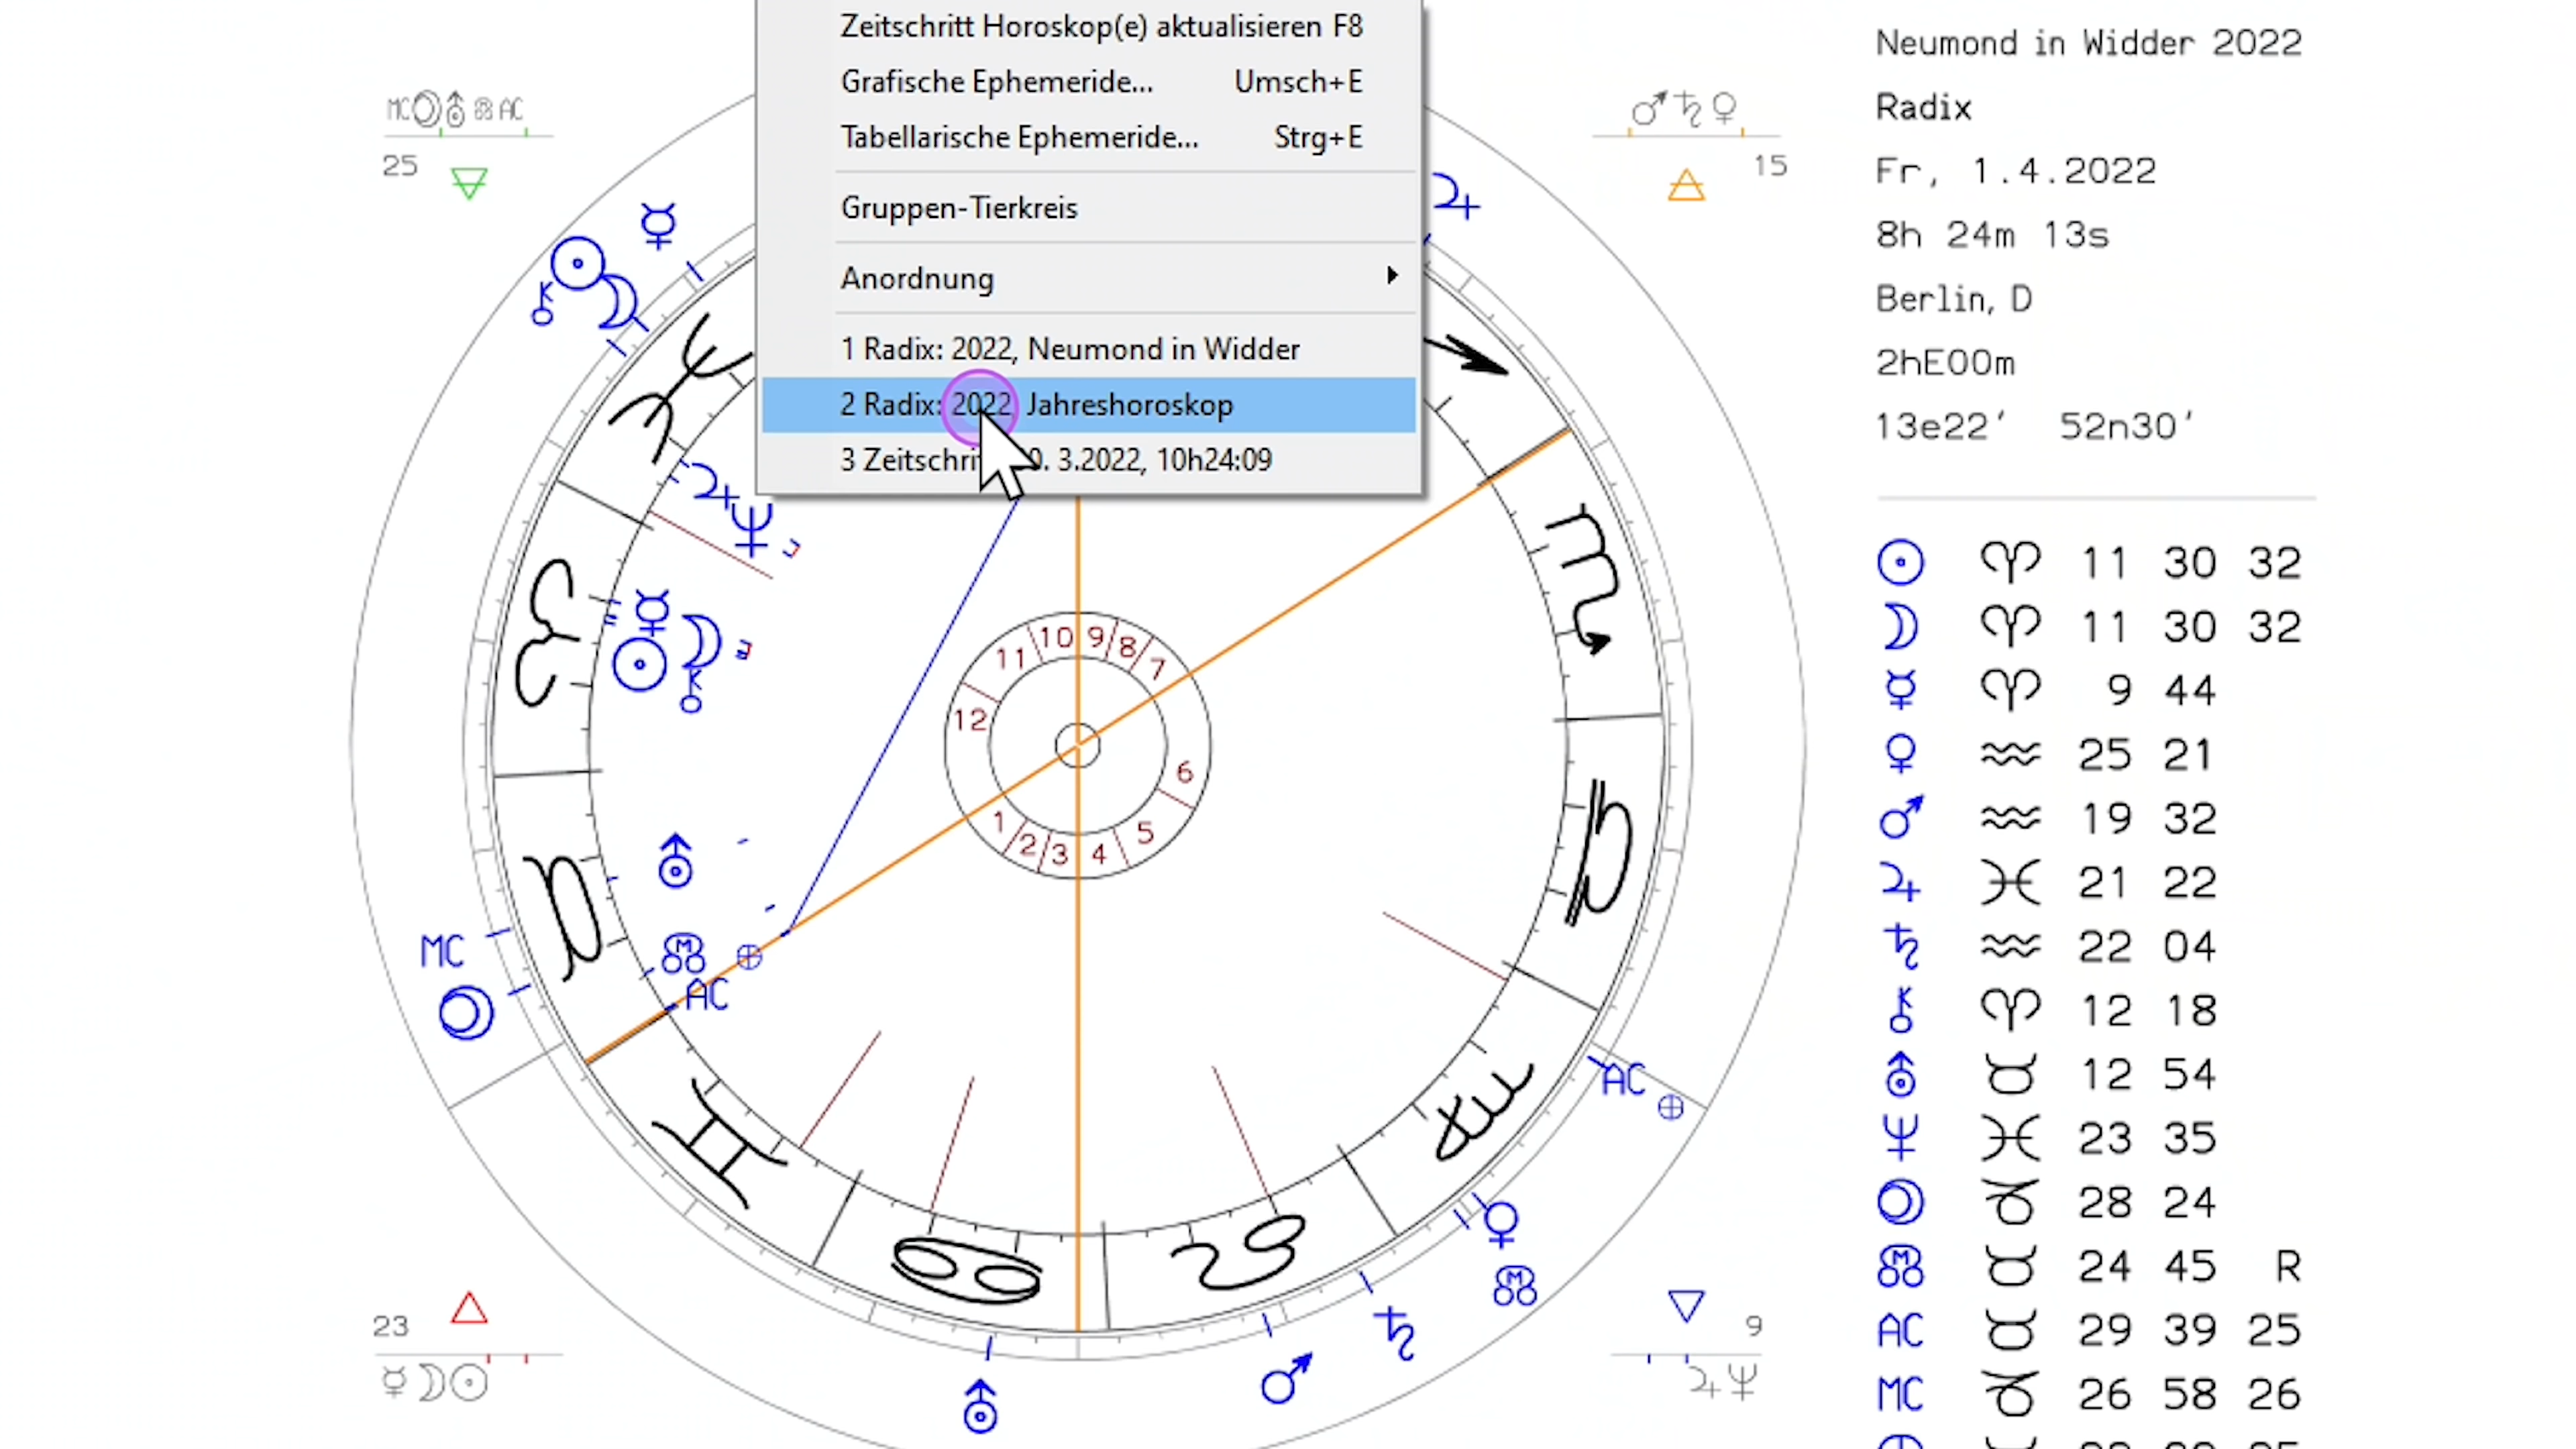 Zeitschritt Horoskop(e) aktualisieren F8
Grafische Ephemeride... Umsch+E
Tabellarische Ephemeride... Strg+E
Gruppen-Tierkreis
Anordnung
1 Radix: 2022, Neumond in Widder
2 Radix: 2022, Jahreshoroskop
3 Zeitschri 0. 3.2022, 10h24:09
Neumond in Widder 2022
Radix
Fr, 1.4.2022
8h 24m 13s
Berlin, D
2hE00m
13e22' 52n30'
☉ ♈ 11 30 32
☽ ♈ 11 30 32
☿ ♈ 9 44
♀ ♒ 25 21
♂ ♒ 19 32
♃ ♓ 21 22
♄ ♒ 22 04
⚷ ♈ 12 18
⛢ ♉ 12 54
♆ ♓ 23 35
♑ 28 24
♉ 24 45 R
AC ♉ 29 39 25
MC ♑ 26 58 26
MC AC
25
15
10 9 8 7
11
12
6
1 2 3 4 5
MC
AC
AC
23
9